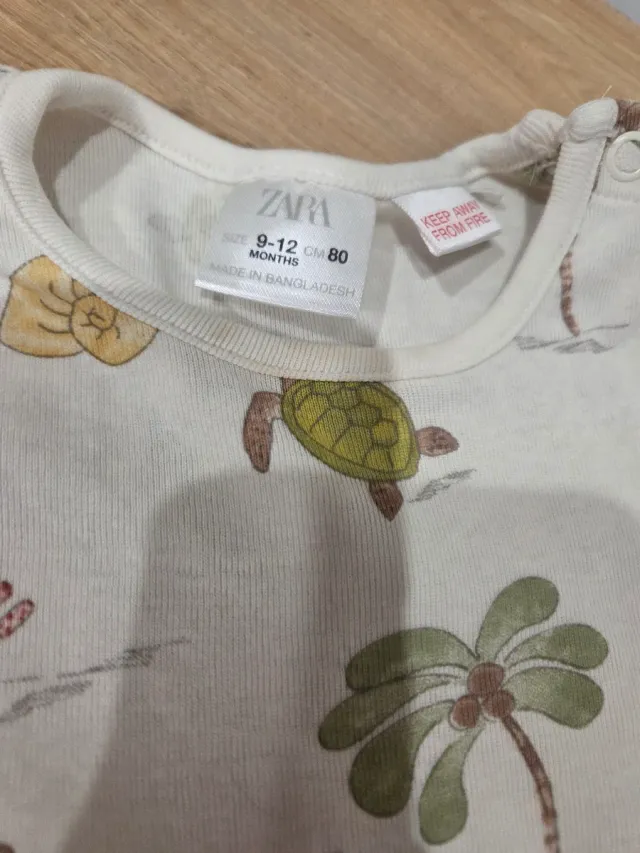 ZARA
SIZE 9-12 CM 80
MONTHS
MADE IN BANGLADESH
KEEP AWAY
FROM FIRE